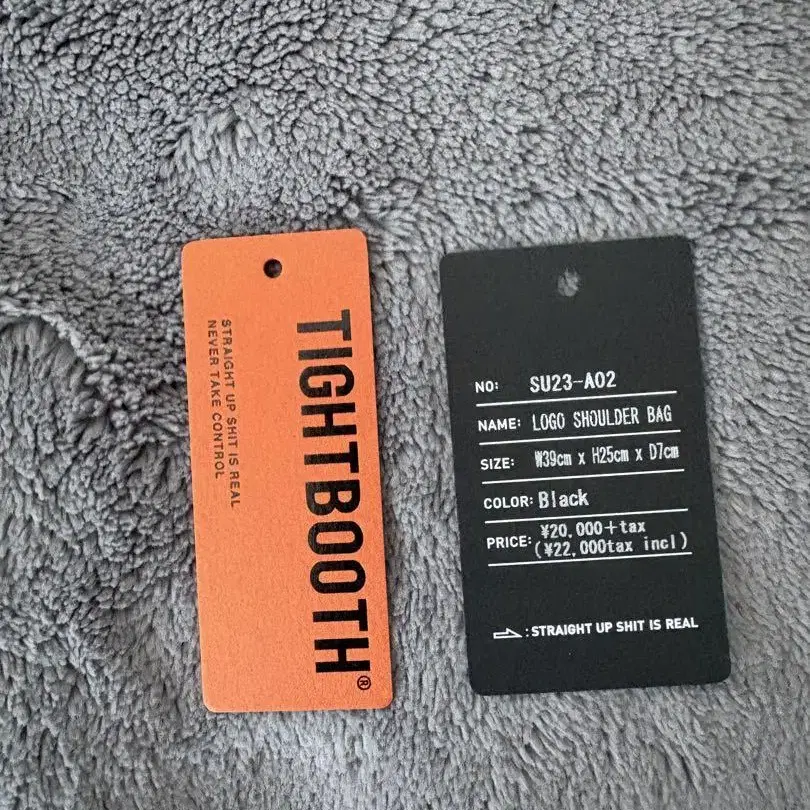 TIGHTBOOTH®
STRAIGHT UP SHIT IS REAL
NEVER TAKE CONTROL
NO: SU23-A02
NAME: LOGO SHOULDER BAG
SIZE: W39cm x H25cm x D7cm
COLOR: Black
PRICE: ¥20,000+tax
(¥22,000tax incl)
:STRAIGHT UP SHIT IS REAL